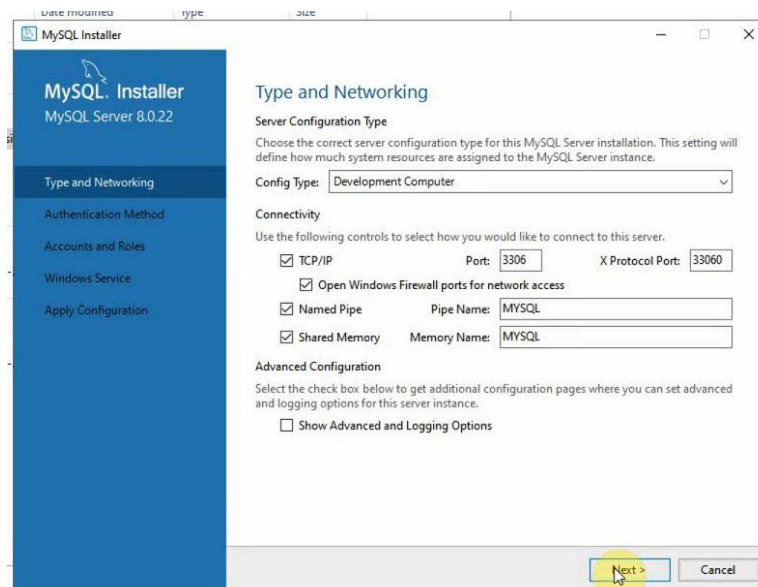 Date modified Type Size
MySQL Installer
MySQL. Installer
MySQL Server 8.0.22
Type and Networking
Authentication Method
Accounts and Roles
Windows Service
Apply Configuration
Type and Networking
Server Configuration Type
Choose the correct server configuration type for this MySQL Server installation. This setting will
define how much system resources are assigned to the MySQL Server instance.
Config Type: Development Computer
Connectivity
Use the following controls to select how you would like to connect to this server.
TCP/IP Port: 3306 X Protocol Port: 33060
Open Windows Firewall ports for network access
Named Pipe Pipe Name: MYSQL
Shared Memory Memory Name: MYSQL
Advanced Configuration
Select the check box below to get additional configuration pages where you can set advanced
and logging options for this server instance.
Show Advanced and Logging Options
Next > Cancel